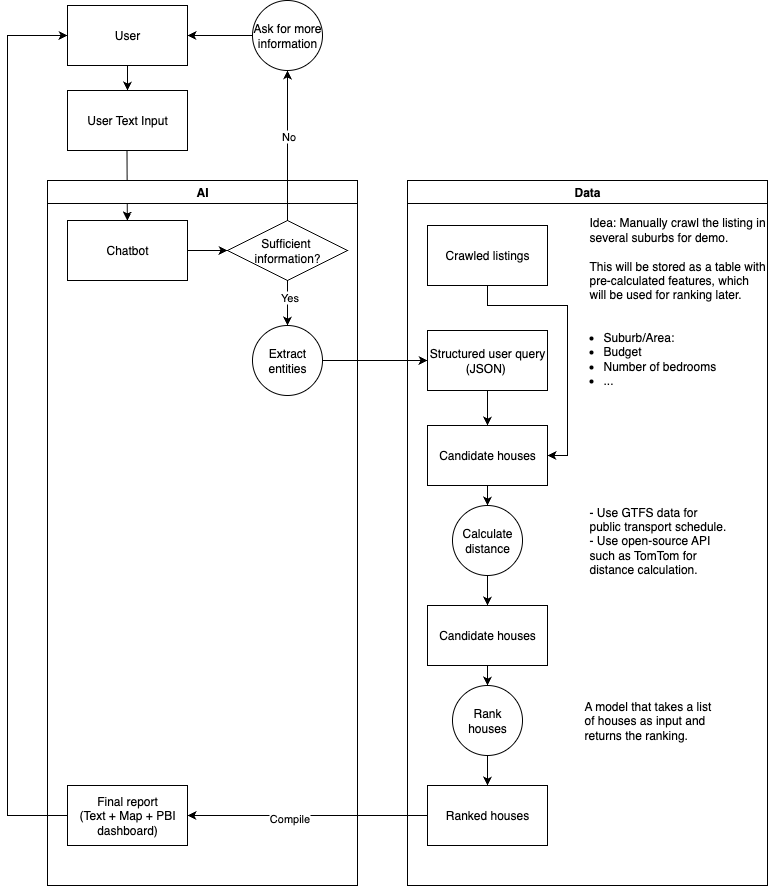 User
Ask for more
information
User Text Input
No
AI
Chatbot
Sufficient
information?
Yes
Extract
entities
Data
Crawled listings
Idea: Manually crawl the listing in
several suburbs for demo.
This will be stored as a table with
pre-calculated features, which
will be used for ranking later.
Structured user query
(JSON)
• Suburb/Area:
• Budget
• Number of bedrooms
• ...
Candidate houses
Calculate
distance
- Use GTFS data for
public transport schedule.
- Use open-source API
such as TomTom for
distance calculation.
Candidate houses
Rank
houses
A model that takes a list
of houses as input and
returns the ranking.
Ranked houses
Compile
Final report
(Text + Map + PBI
dashboard)